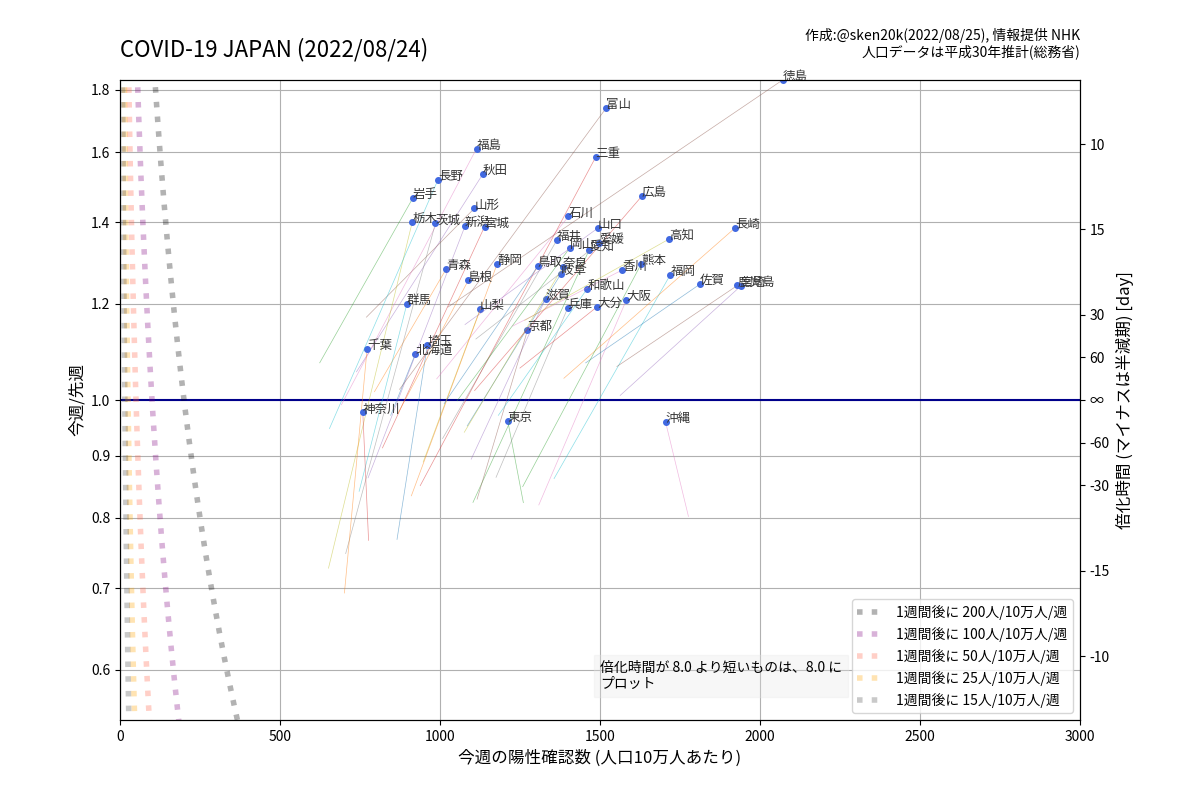 COVID-19 JAPAN (2022/08/24)
作成:@sken20k(2022/08/25), 情報提供 NHK
人口データは平成30年推計(総務省)
徳島
1.8
富山
10
福島
三重
1.6
秋田
長野
岩手
広島
山形
石川
栃木
茨城
新潟
宮城
1.4
山口
長崎
15
福井
愛媛
高知
岡山
愛知
青森
静岡
鳥取
奈良
岐阜
香川
熊本
福岡
島根
佐賀
和歌山
鹿児島
滋賀
大阪
群馬
山梨
兵庫
大分
1.2
30
京都
埼玉
千葉
北海道
60
1.0
∞
神奈川
東京
沖縄
-60
0.9
-30
0.8
-15
0.7
-10
0.6
今週/先週
倍化時間 (マイナスは半減期) [day]
倍化時間が 8.0 より短いものは、8.0 に
プロット
1週間後に 200人/10万人/週
1週間後に 100人/10万人/週
1週間後に 50人/10万人/週
1週間後に 25人/10万人/週
1週間後に 15人/10万人/週
0 500 1000 1500 2000 2500 3000
今週の陽性確認数 (人口10万人あたり)